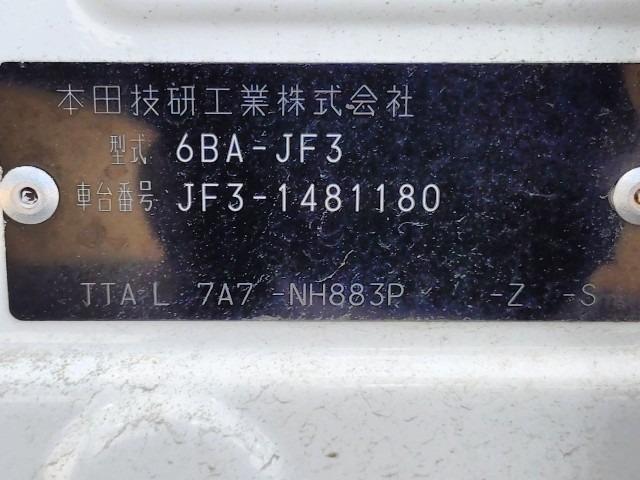 本田技研工業株式会社
型式 6BA-JF3
車台番号 JF3-1481180
TTA-L 7A7 -NH883P -Z -S